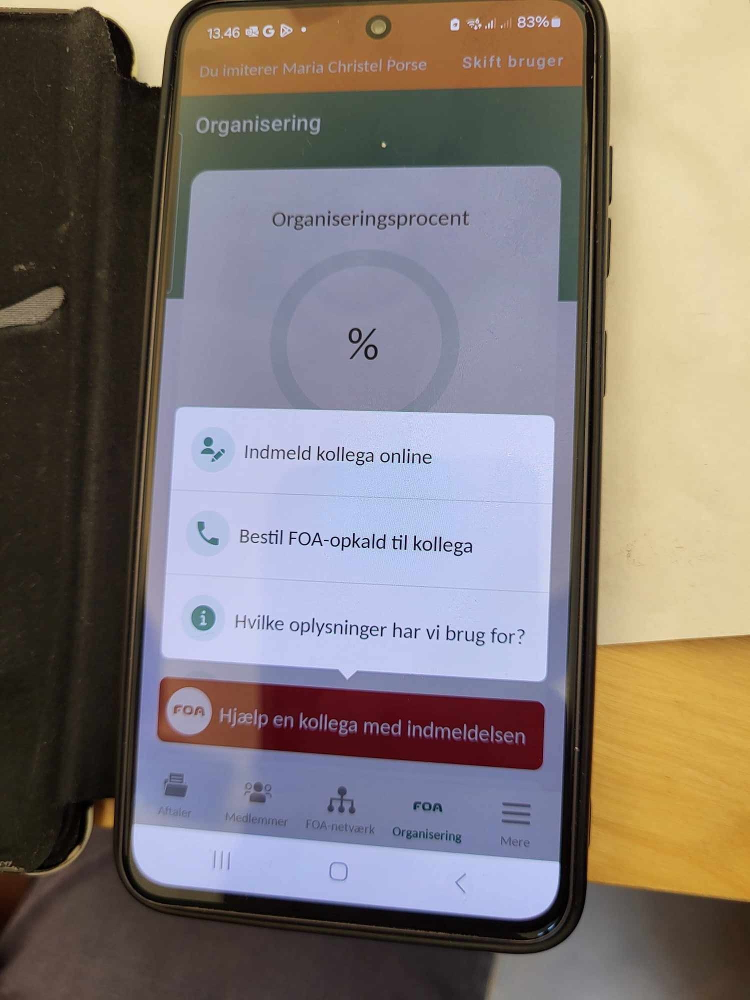 13.46 G 83%
Du imiterer Maria Christel Porse Skift bruger
Organisering
Organiseringsprocent
%
Indmeld kollega online
Bestil FOA-opkald til kollega
Hvilke oplysninger har vi brug for?
FOA Hjælp en kollega med indmeldelsen
Aftaler Medlemmer FOA-netværk FOA Organisering Mere